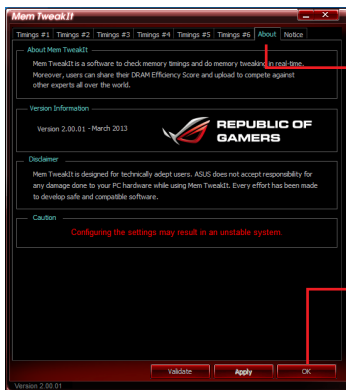 Mem TweakIt
Timings #1 Timings #2 Timings #3 Timings #4 Timings #5 Timings #6 About Notice
About Mem TweakIt
Mem TweakIt is a software to check memory timings and do memory tweaking in real-time.
Moreover, users can share their DRAM Efficiency Score and upload to compete against
other experts all over the world.
Version Information
Version 2.00.01 - March 2013
REPUBLIC OF
GAMERS
Disclaimer
Mem TweakIt is designed for technically adept users. ASUS does not accept responsibility for
any damage done to your PC hardware while using Mem TweakIt. Every effort has been made
to develop safe and compatible software.
Caution
Configuring the settings may result in an unstable system
Validate Apply OK
Version 2.00.01